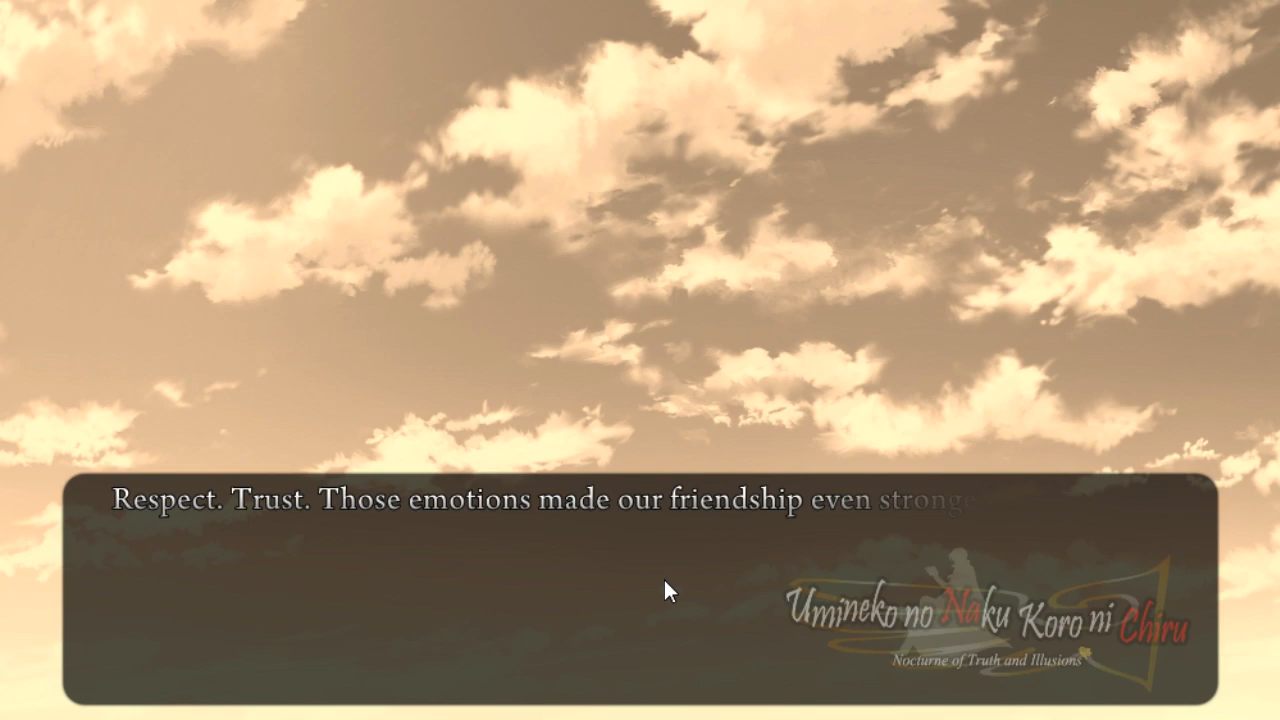 Respect. Trust. Those emotions made our friendship even stronge
Umineko no Naku Koro ni Chiru
Nocturne of Truth and Illusions